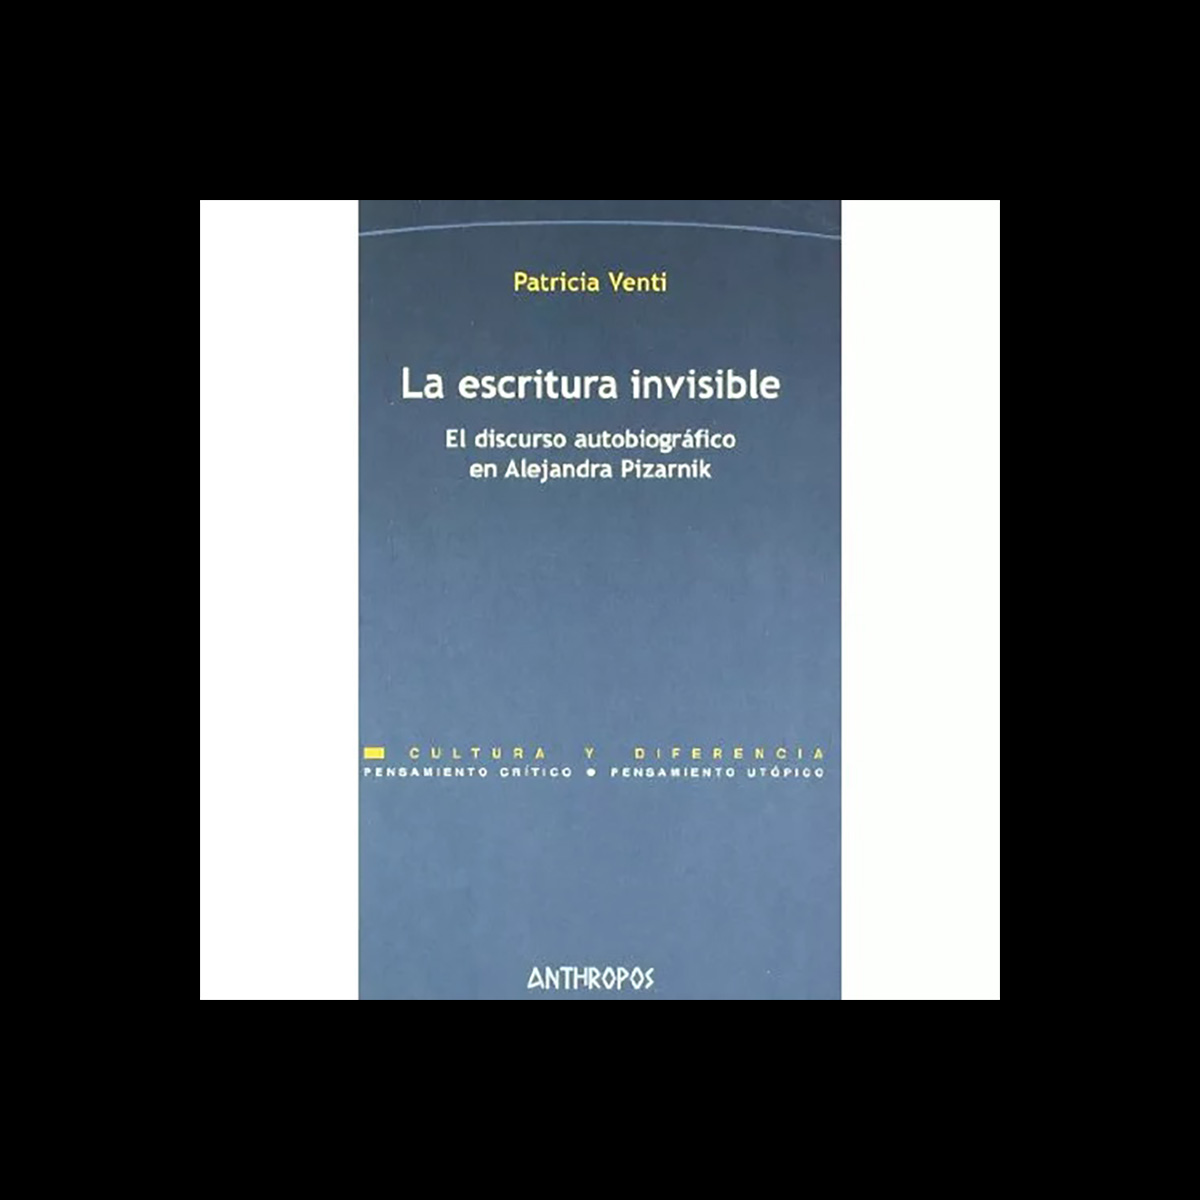 Patricia Venti
La escritura invisible
El discurso autobiográfico
en Alejandra Pizarnik
CULTURA Y DIFERENCIA
PENSAMIENTO CRÍTICO ● PENSAMIENTO UTÓPICO
ANTHROPOS